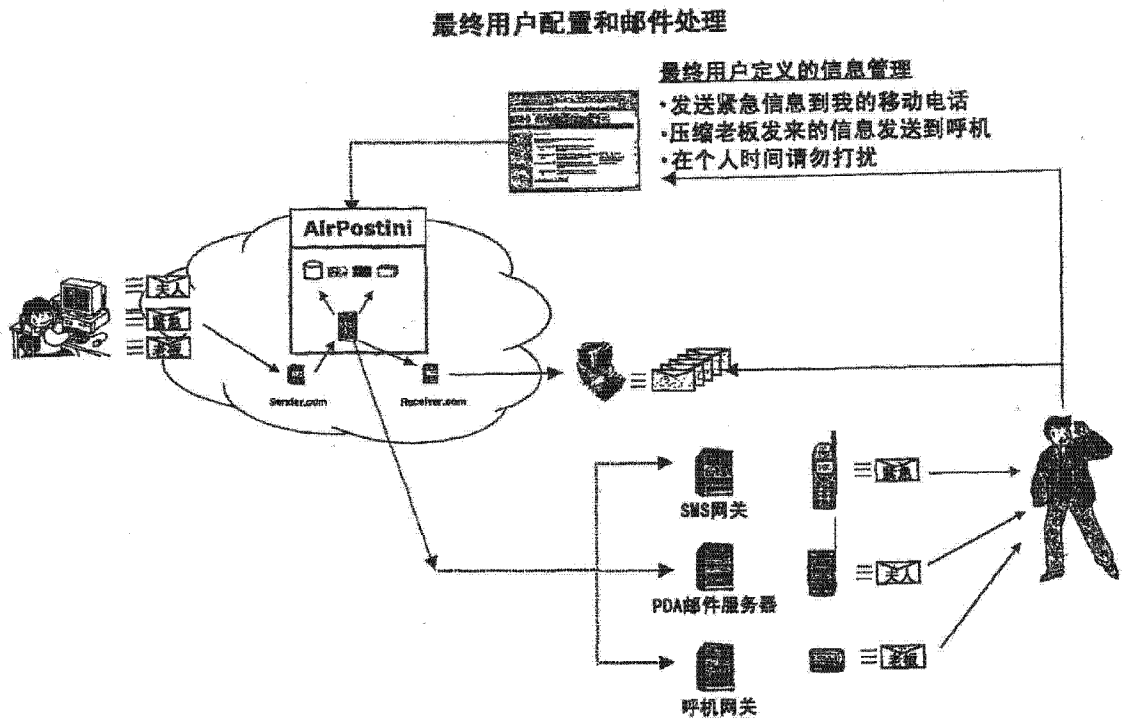 最终用户配置和邮件处理
最终用户定义的信息管理
·发送紧急信息到我的移动电话
·压缩老板发来的信息发送到呼机
·在个人时间请勿打扰
AirPostini
夫人
紧急
老板
Sender.com
Receiver.com
紧急
SMS网关
夫人
PDA邮件服务器
老板
呼机网关